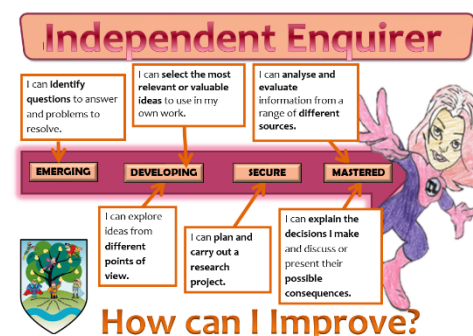 Independent Enquirer
I can identify
questions to answer
and problems to
resolve.
I can select the most
relevant or valuable
ideas to use in my
own work.
I can analyse and
evaluate
information from a
range of different
sources.
EMERGING
DEVELOPING
SECURE
MASTERED
I can explore
ideas from
different
points of
view.
I can plan and
carry out a
research
project.
I can explain the
decisions I make
and discuss or
present their
possible
consequences.
How can I Improve?